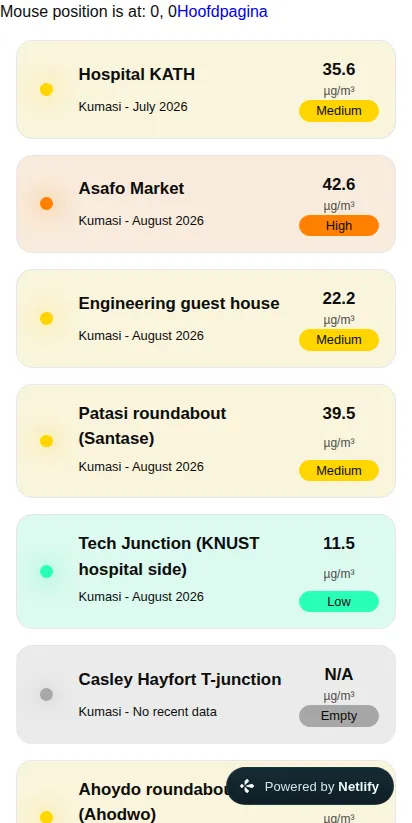 Mouse position is at: 0, 0Hoofdpagina
Hospital KATH
Kumasi - July 2026
35.6
µg/m³
Medium
Asafo Market
Kumasi - August 2026
42.6
µg/m³
High
Engineering guest house
Kumasi - August 2026
22.2
µg/m³
Medium
Patasi roundabout
(Santase)
Kumasi - August 2026
39.5
µg/m³
Medium
Tech Junction (KNUST
hospital side)
Kumasi - August 2026
11.5
µg/m³
Low
Casley Hayfort T-junction
Kumasi - No recent data
N/A
µg/m³
Empty
Ahoydo
(Ahodwo)
µg/m³
Powered by Netlify